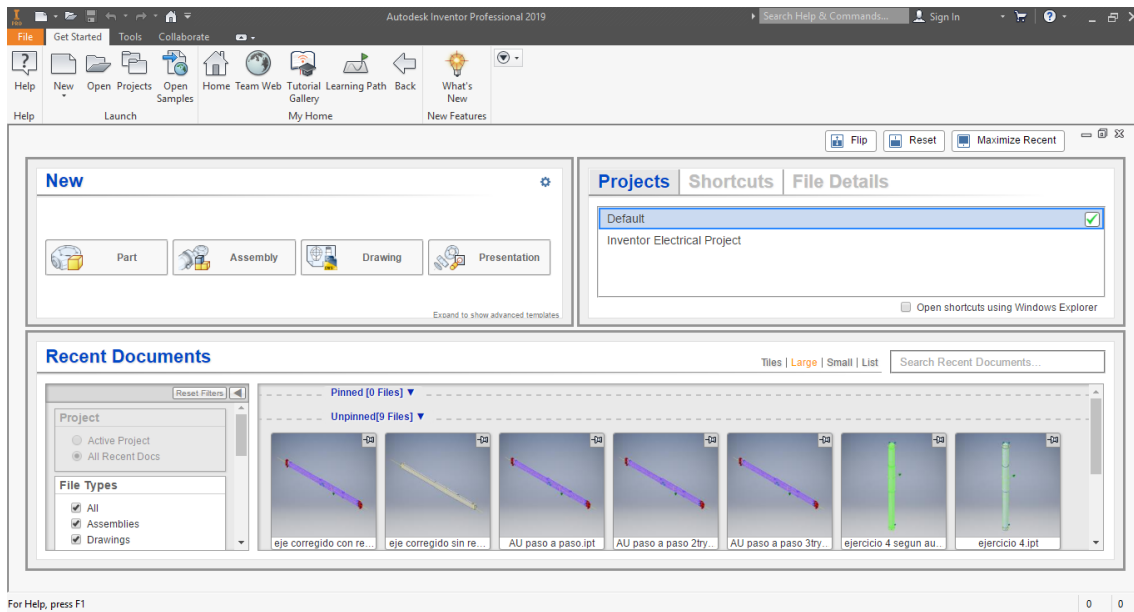 PRO
Autodesk Inventor Professional 2019
Search Help & Commands...
Sign In
File
Get Started
Tools
Collaborate
Help
New
Open
Projects
Open Samples
Home
Team Web
Tutorial Gallery
Learning Path
Back
What's New
Help
Launch
My Home
New Features
Flip
Reset
Maximize Recent
New
Part
Assembly
Drawing
Presentation
Expand to show advanced templates
Projects
Shortcuts
File Details
Default
Inventor Electrical Project
Open shortcuts using Windows Explorer
Recent Documents
Tiles | Large | Small | List
Search Recent Documents...
Reset Filters
Project
Active Project
All Recent Docs
File Types
All
Assemblies
Drawings
Pinned [0 Files] ▼
Unpinned[9 Files] ▼
eje corregido con re...
eje corregido sin re...
AU paso a paso.ipt
AU paso a paso 2try...
AU paso a paso 3try...
ejercicio 4 segun au...
ejercicio 4.ipt
For Help, press F1
0
0